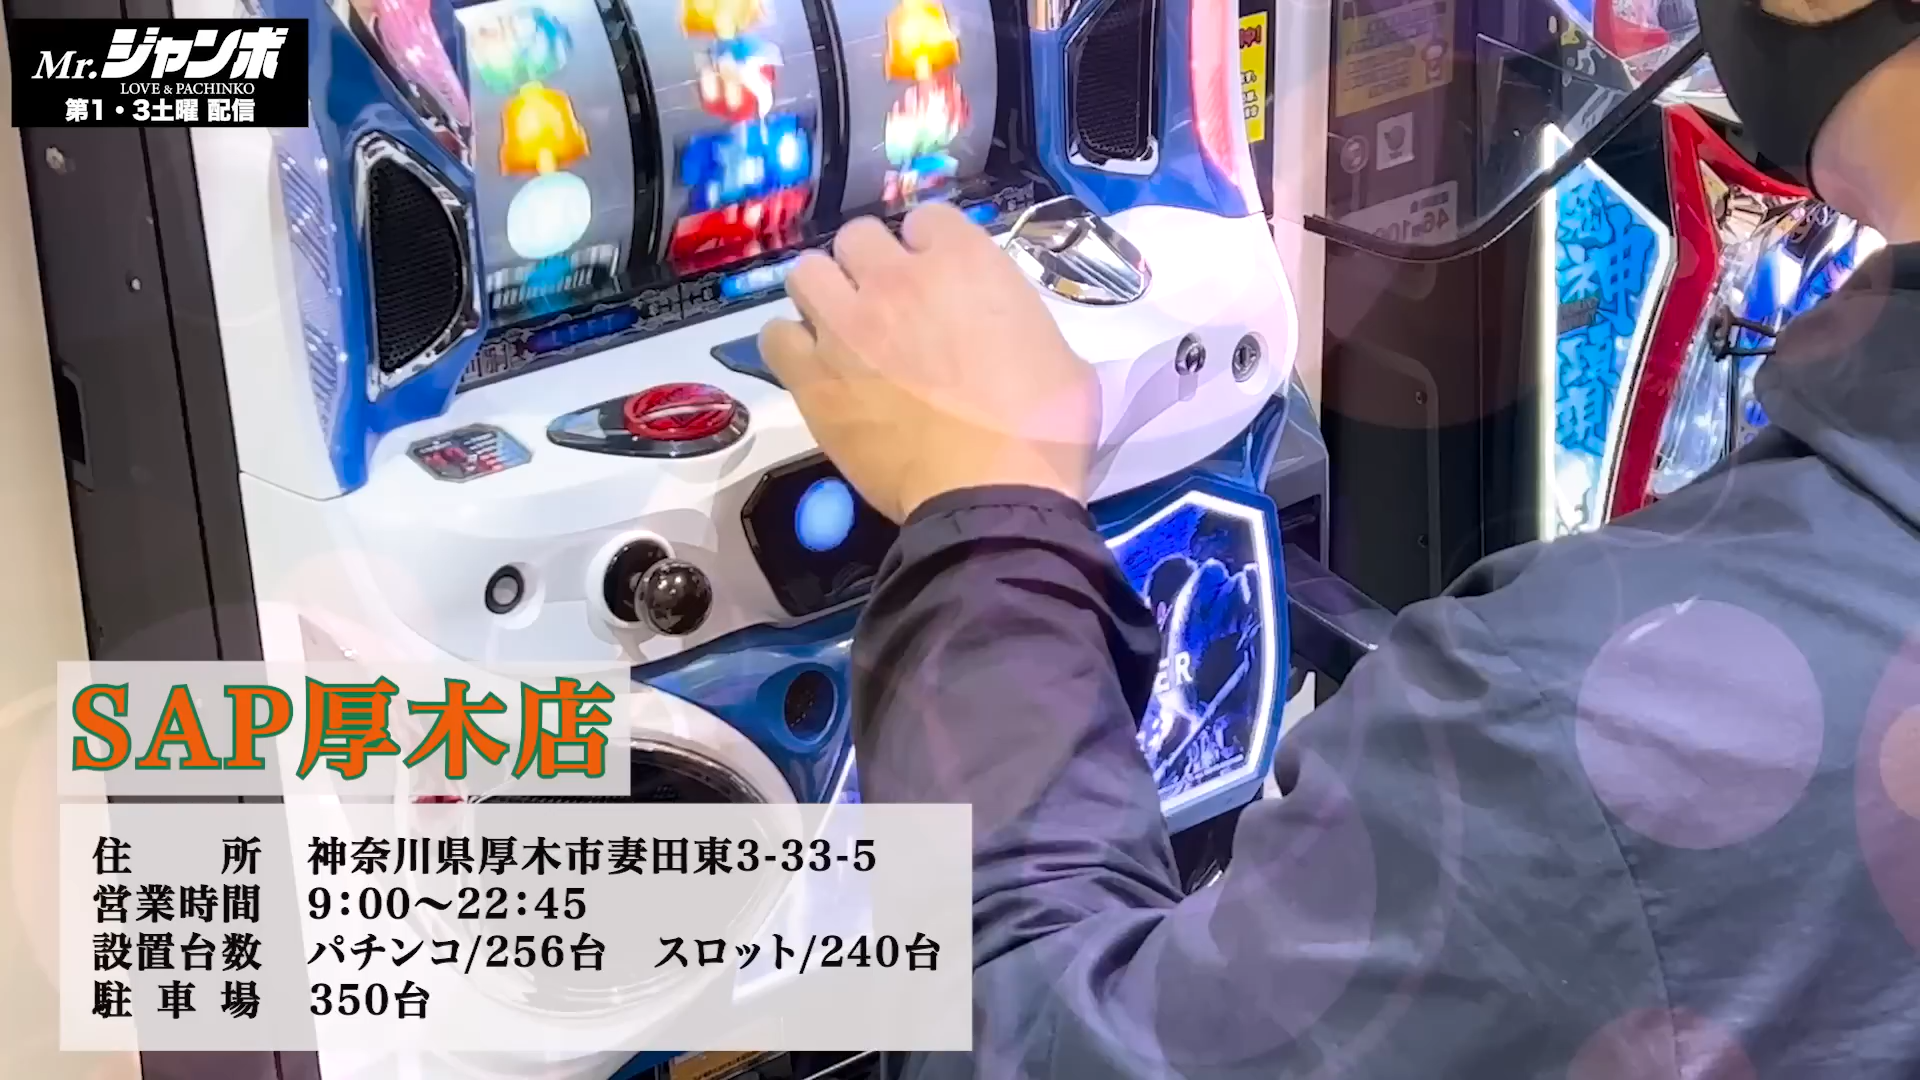 Mr.ジャンボ
LOVE & PACHINKO
第1・3土曜 配信
SAP厚木店
住所 神奈川県厚木市妻田東3-33-5
営業時間 9:00～22:45
設置台数 パチンコ/256台 スロット/240台
駐車場 350台